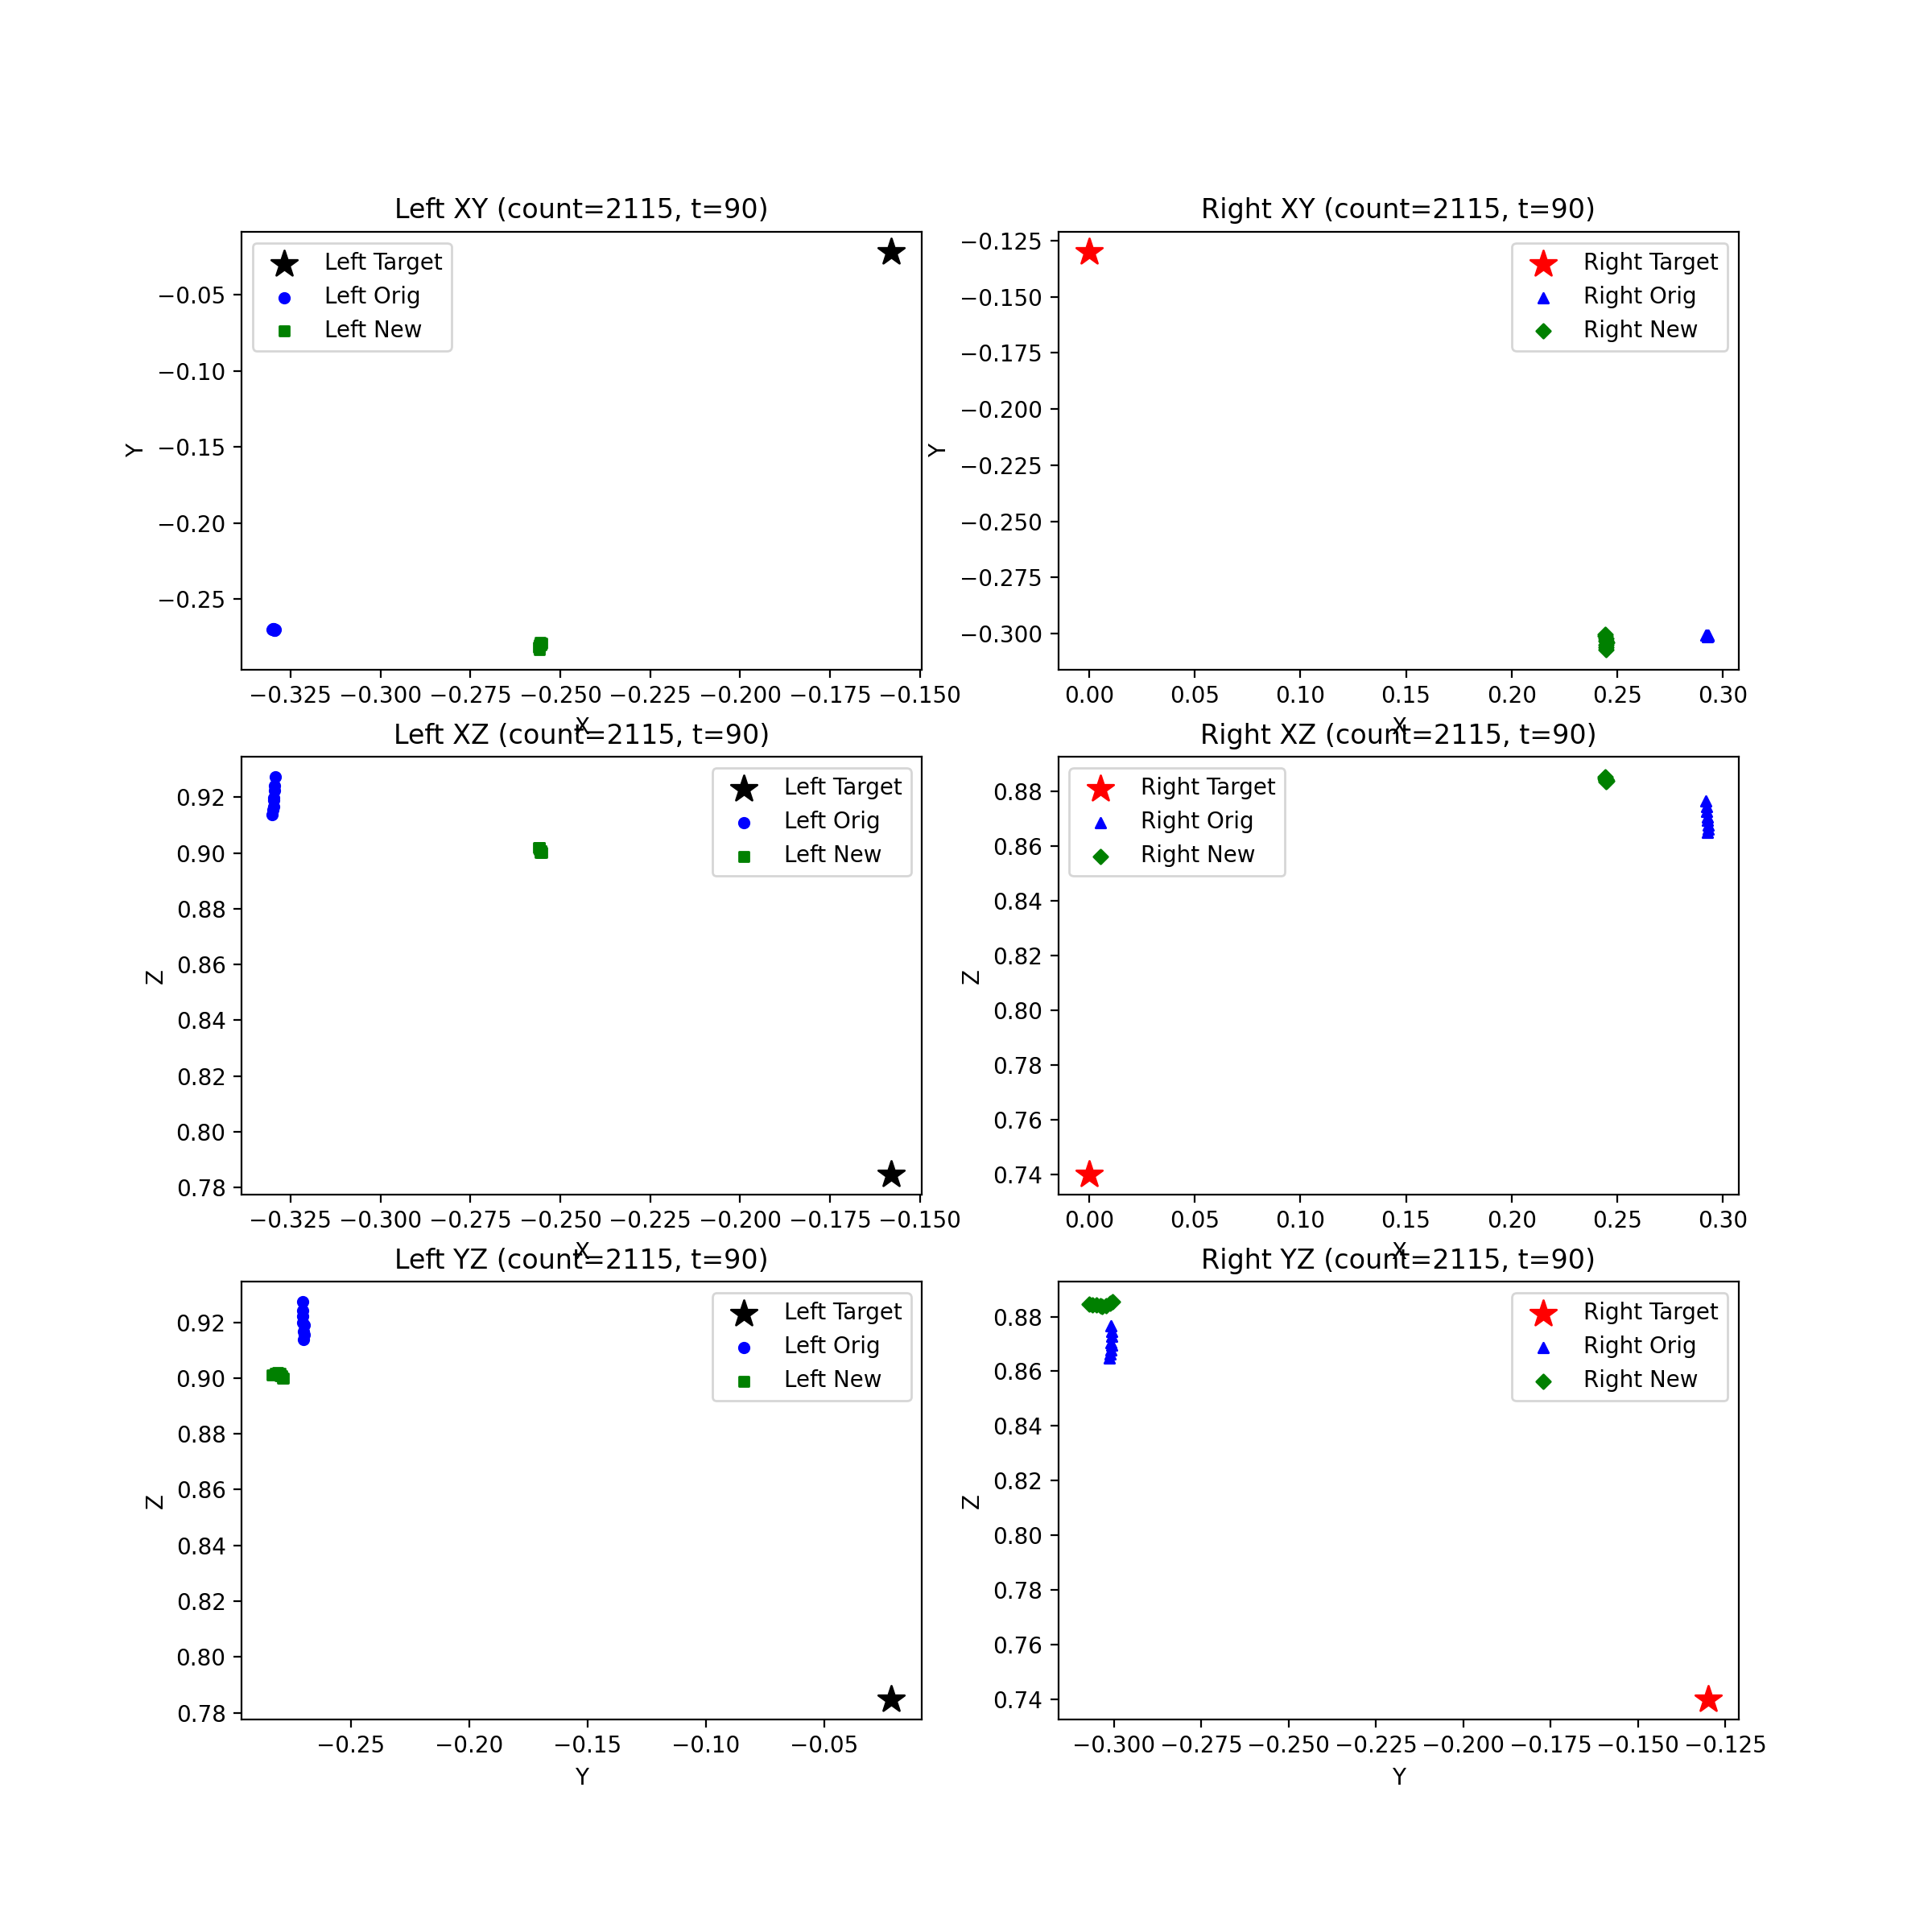 Left XY (count=2115, t=90)
Left Target
Left Orig
Left New
Y
−0.05
−0.10
−0.15
−0.20
−0.25
−0.325 −0.300 −0.275 −0.250 −0.225 −0.200 −0.175 −0.150
X
Right XY (count=2115, t=90)
Right Target
Right Orig
Right New
Y
−0.125
−0.150
−0.175
−0.200
−0.225
−0.250
−0.275
−0.300
0.00 0.05 0.10 0.15 0.20 0.25 0.30
X
Left XZ (count=2115, t=90)
Left Target
Left Orig
Left New
Z
0.92
0.90
0.88
0.86
0.84
0.82
0.80
0.78
−0.325 −0.300 −0.275 −0.250 −0.225 −0.200 −0.175 −0.150
X
Right XZ (count=2115, t=90)
Right Target
Right Orig
Right New
Z
0.88
0.86
0.84
0.82
0.80
0.78
0.76
0.74
0.00 0.05 0.10 0.15 0.20 0.25 0.30
X
Left YZ (count=2115, t=90)
Left Target
Left Orig
Left New
Z
0.92
0.90
0.88
0.86
0.84
0.82
0.80
0.78
−0.25 −0.20 −0.15 −0.10 −0.05
Y
Right YZ (count=2115, t=90)
Right Target
Right Orig
Right New
Z
0.88
0.86
0.84
0.82
0.80
0.78
0.76
0.74
−0.300 −0.275 −0.250 −0.225 −0.200 −0.175 −0.150 −0.125
Y